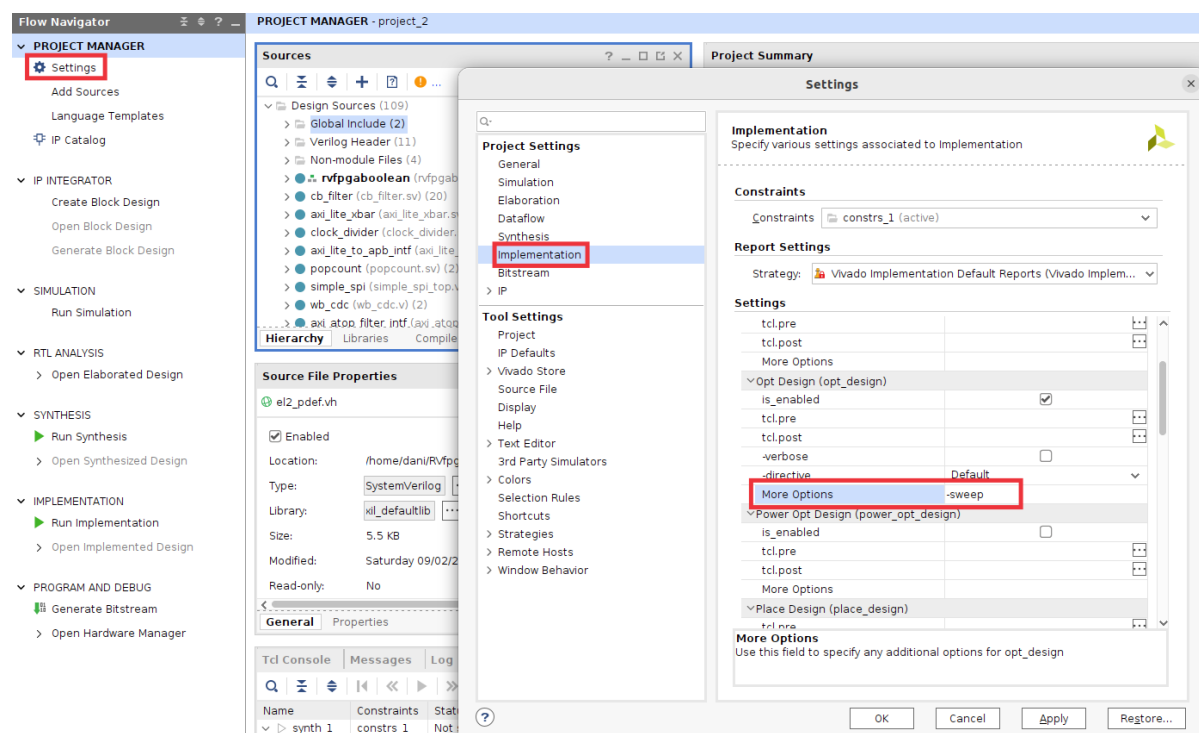 Flow Navigator
PROJECT MANAGER
Settings
Add Sources
Language Templates
IP Catalog
IP INTEGRATOR
Create Block Design
Open Block Design
Generate Block Design
SIMULATION
Run Simulation
RTL ANALYSIS
Open Elaborated Design
SYNTHESIS
Run Synthesis
Open Synthesized Design
IMPLEMENTATION
Run Implementation
Open Implemented Design
PROGRAM AND DEBUG
Generate Bitstream
Open Hardware Manager
PROJECT MANAGER - project_2
Sources
Design Sources (109)
Global Include (2)
Verilog Header (11)
Non-module Files (4)
rvfpgaboolean (rvfpgab
cb_filter (cb_filter.sv) (20)
axi_lite_xbar (axi_lite_xbar.s
clock_divider (clock_divider.
axi_lite_to_apb_intf (axi_lite_
popcount (popcount.sv) (2)
simple_spi (simple_spi_top.v
wb_cdc (wb_cdc.v) (2)
axi_atop_filter_intf (axi_atop
Hierarchy Libraries Compile
Source File Properties
el2_pdef.vh
Enabled
Location: /home/dani/RVfpg
Type: SystemVerilog
Library: xil_defaultlib
Size: 5.5 KB
Modified: Saturday 09/02/2
Read-only: No
General Properties
Tcl Console Messages Log
Name Constraints Stat
synth_1 constrs_1 Not
Project Summary
Settings
Project Settings
General
Simulation
Elaboration
Dataflow
Synthesis
Implementation
Bitstream
IP
Tool Settings
Project
IP Defaults
Vivado Store
Source File
Display
Help
Text Editor
3rd Party Simulators
Colors
Selection Rules
Shortcuts
Strategies
Remote Hosts
Window Behavior
Implementation
Specify various settings associated to Implementation
Constraints
Constraints constrs_1 (active)
Report Settings
Strategy: Vivado Implementation Default Reports (Vivado Implem...
Settings
tcl.pre
tcl.post
More Options
Opt Design (opt_design)
is_enabled
tcl.pre
tcl.post
-verbose
-directive Default
More Options -sweep
Power Opt Design (power_opt_design)
is_enabled
tcl.pre
tcl.post
More Options
Place Design (place_design)
tcl.pre
More Options
Use this field to specify any additional options for opt_design
OK Cancel Apply Restore...